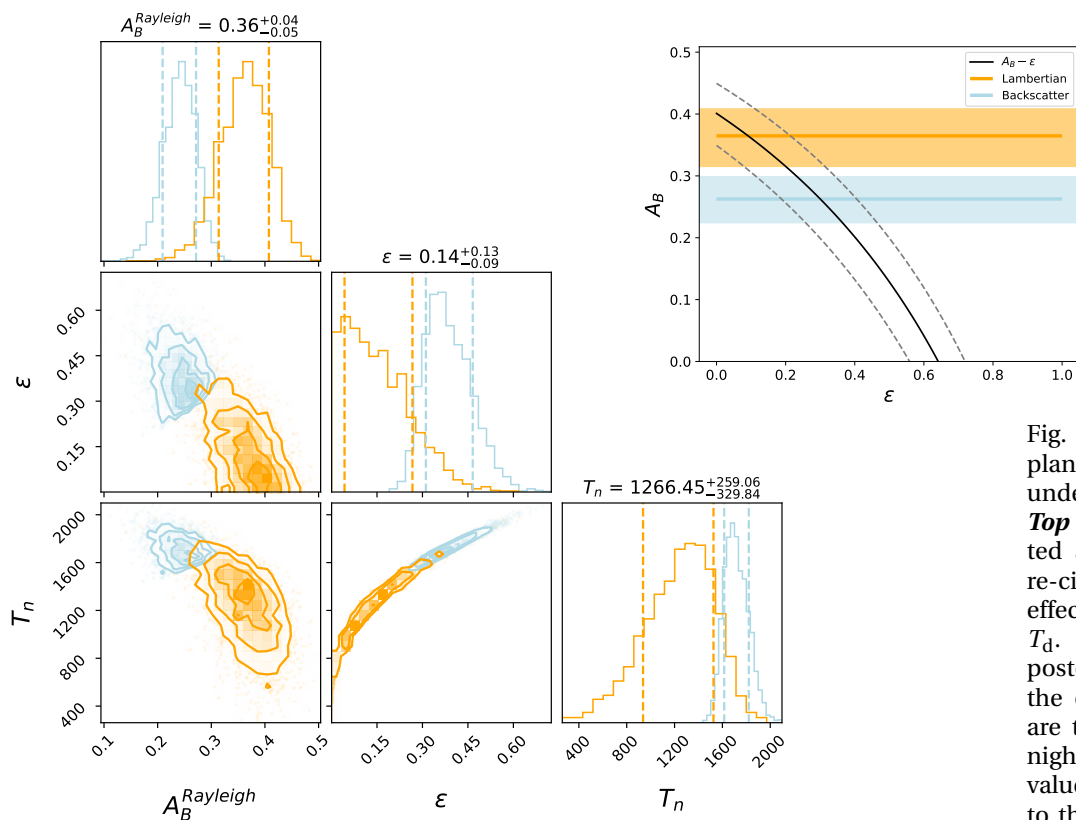 A_B^{Rayleigh} = 0.36^{+0.04}_{-0.05}
ε = 0.14^{+0.13}_{-0.09}
T_n = 1266.45^{+259.06}_{-329.84}
0.60
0.45
0.30
0.15
ε
2000
1600
1200
800
400
T_n
0.1 0.2 0.3 0.4 0.5
A_B^{Rayleigh}
0.15 0.30 0.45 0.60
ε
400 800 1200 1600 2000
T_n
0.5
0.4
0.3
0.2
0.1
0.0
A_B
A_B − ε
Lambertian
Backscatter
0.0 0.2 0.4 0.6 0.8 1.0
ε
Fig.
plan
unde
Top
ted
re-ci
effec
T_d.
poste
the
are t
nigh
value
to th